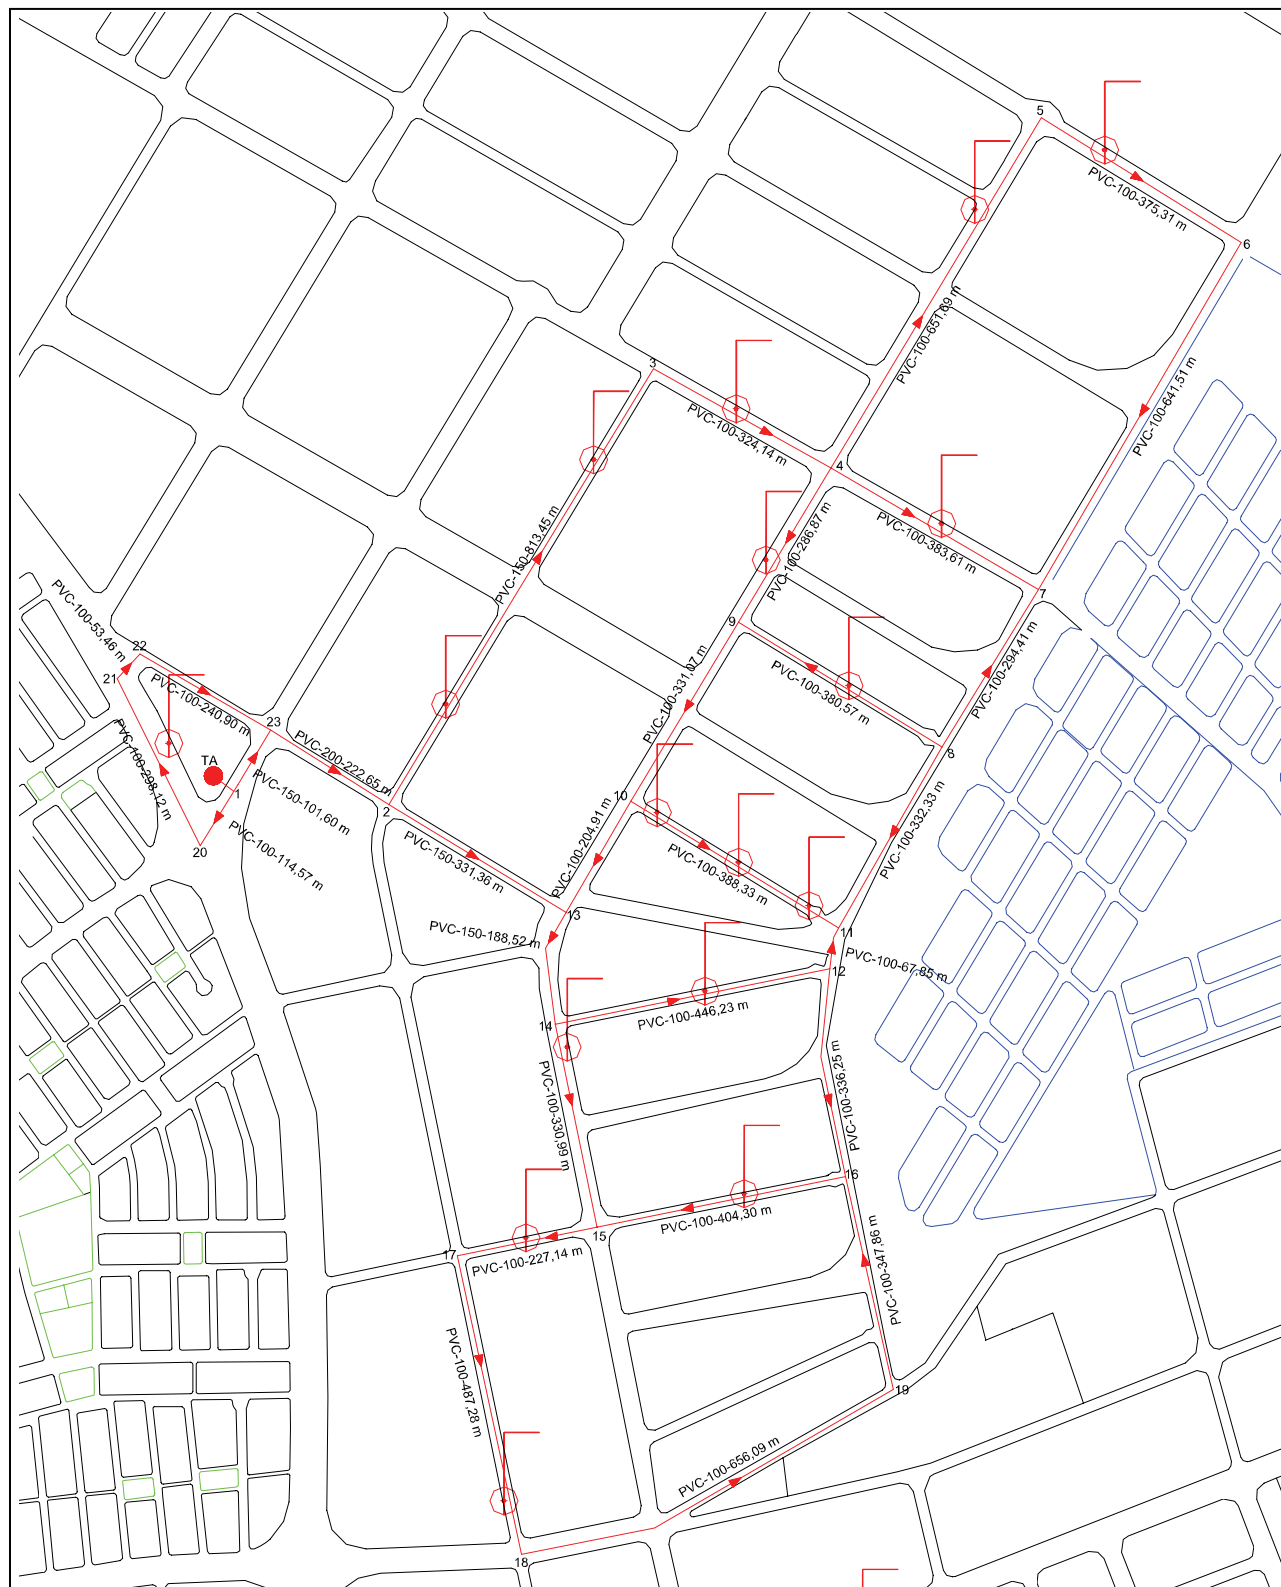 5
PVC-100-375,31 m
6
PVC-100-651,69 m
3
PVC-100-324,14 m
PVC-100-641,51 m
4
PVC-100-383,61 m
PVC-150-813,45 m
PVC-100-286,87 m
7
PVC-100-53,46 m
9
22
PVC-100-294,41 m
21
PVC-100-240,90 m
PVC-100-331,07 m
PVC-100-380,57 m
23
8
PVC-100-298,12 m
PVC-200-222,65 m
TA
1
PVC-150-101,60 m
2
10
PVC-100-204,91 m
PVC-100-332,33 m
20
PVC-100-114,57 m
PVC-150-331,36 m
PVC-100-388,33 m
13
11
PVC-150-188,52 m
PVC-100-67,85 m
12
14
PVC-100-446,23 m
PVC-100-330,99 m
PVC-100-336,25 m
16
PVC-100-404,30 m
15
17
PVC-100-227,14 m
PVC-100-347,86 m
PVC-100-487,28 m
19
PVC-100-656,09 m
18